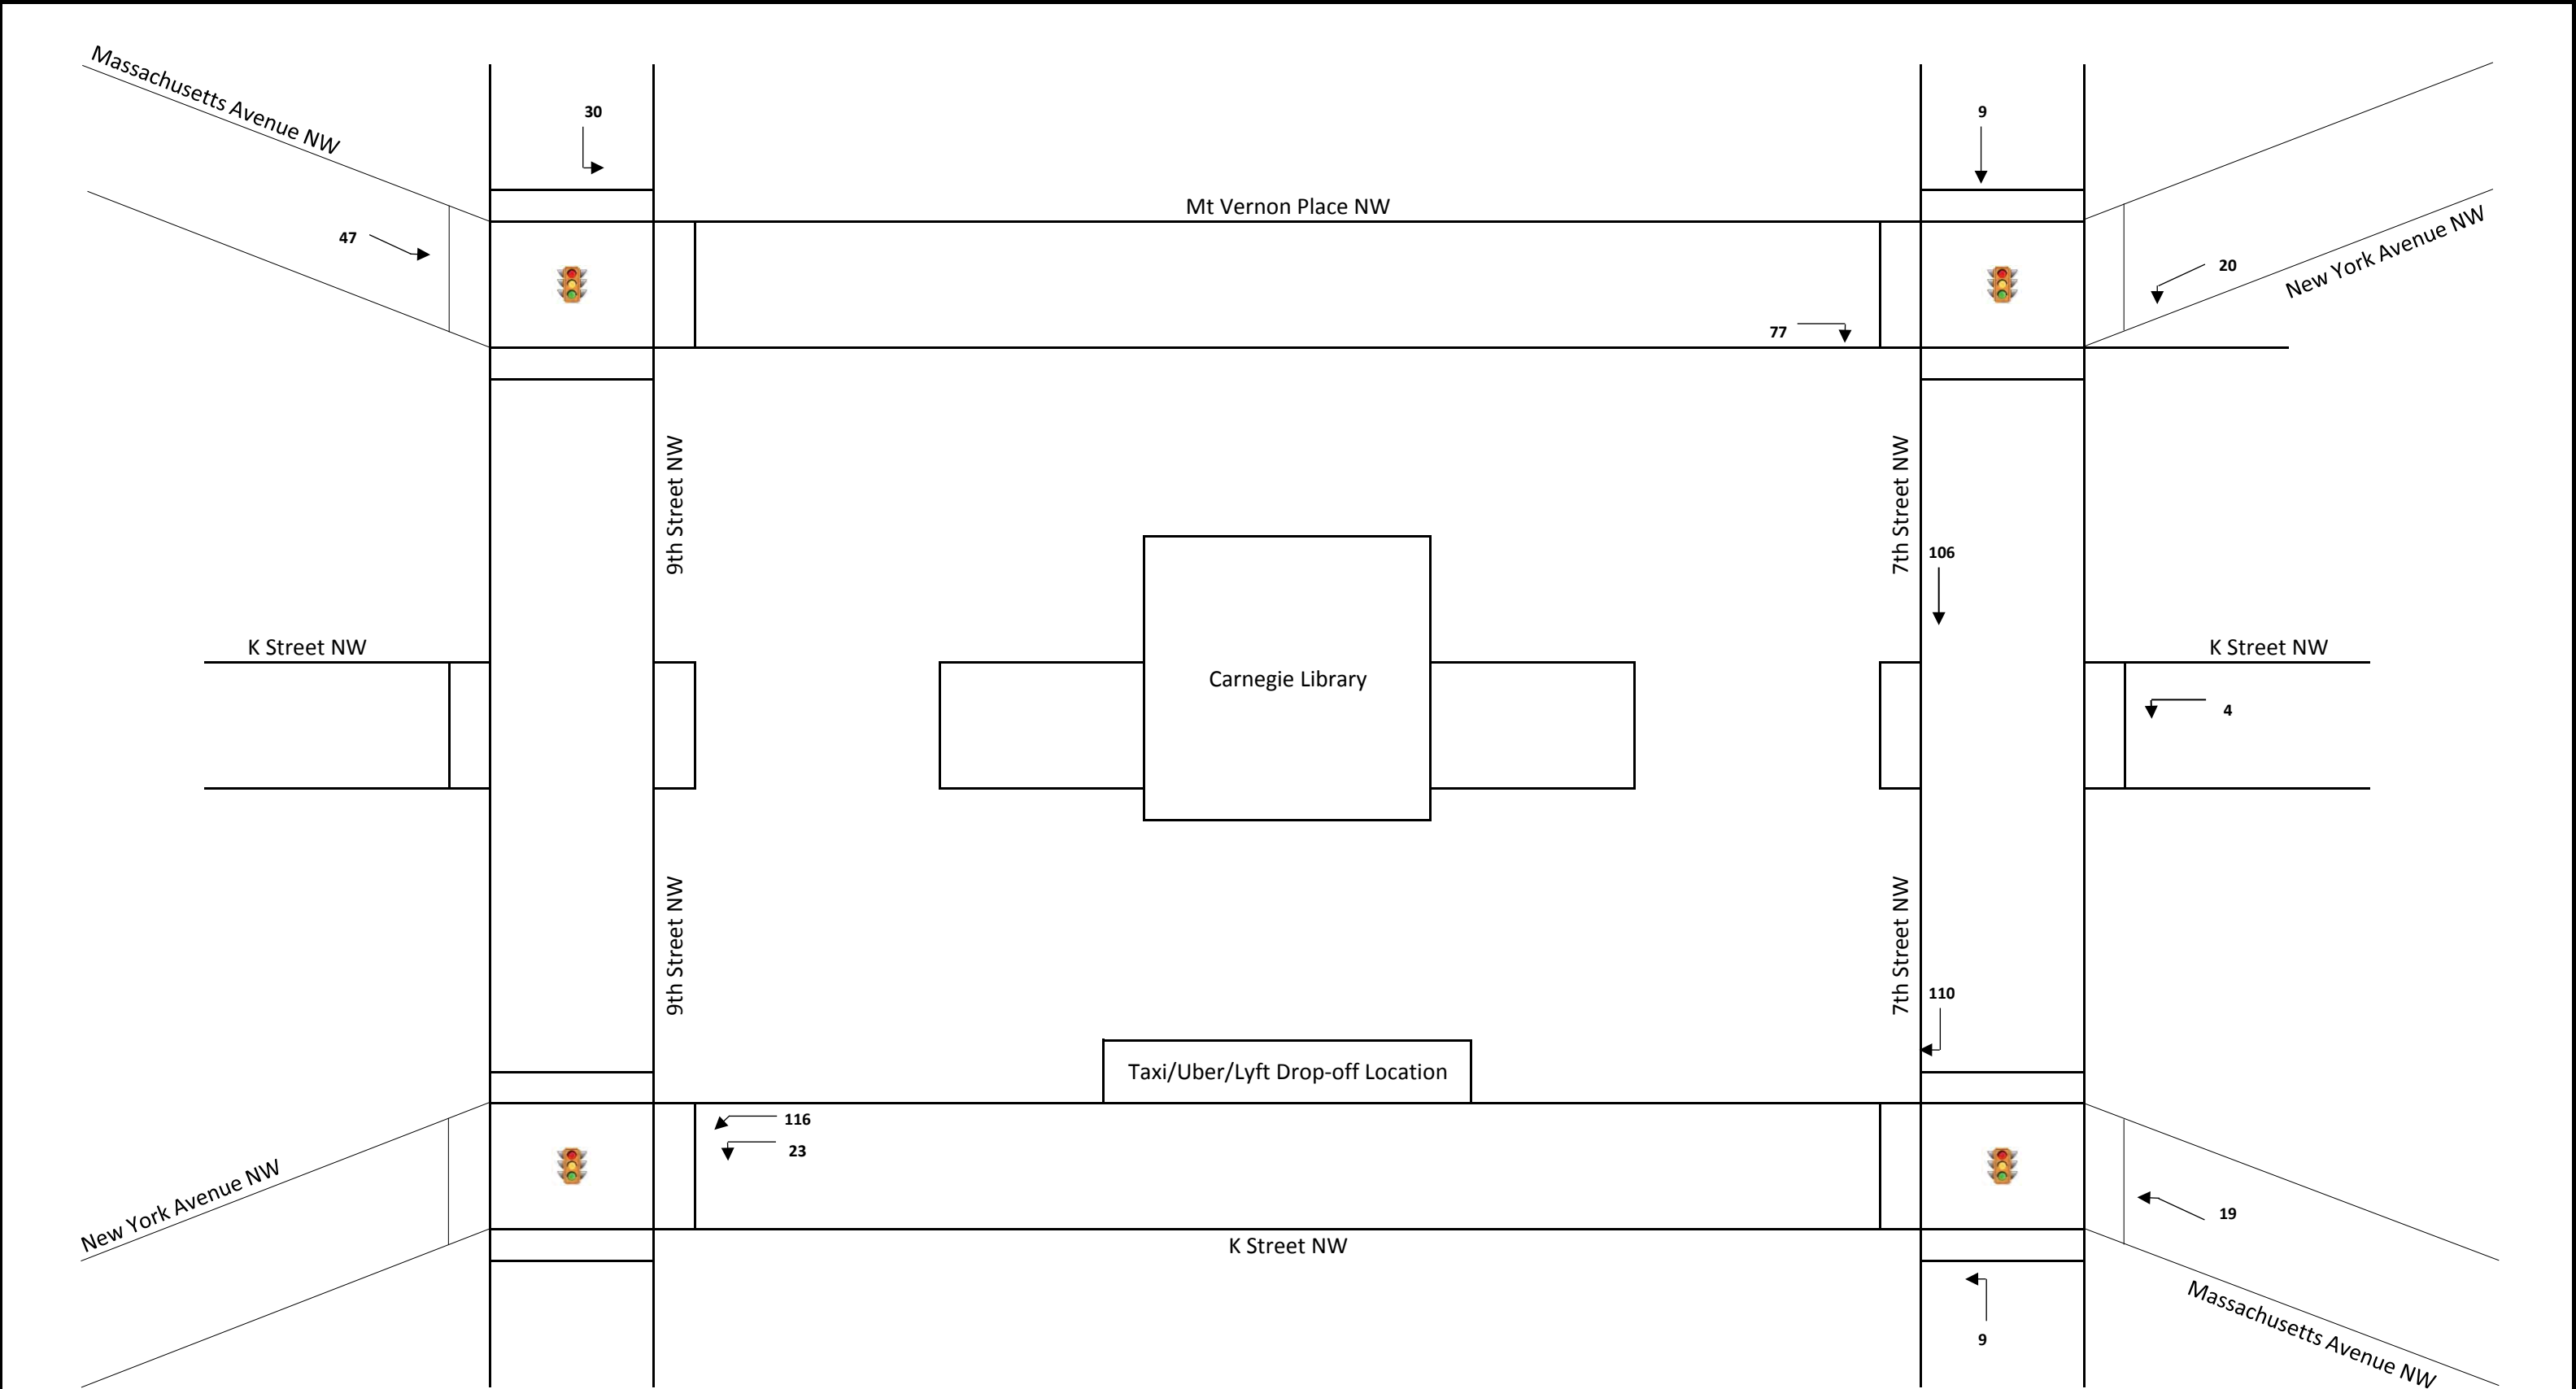 Massachusetts Avenue NW
30
9
Mt Vernon Place NW
47
20
New York Avenue NW
77
9th Street NW
7th Street NW
106
K Street NW
K Street NW
Carnegie Library
4
9th Street NW
7th Street NW
110
Taxi/Uber/Lyft Drop-off Location
116
23
New York Avenue NW
19
K Street NW
Massachusetts Avenue NW
9